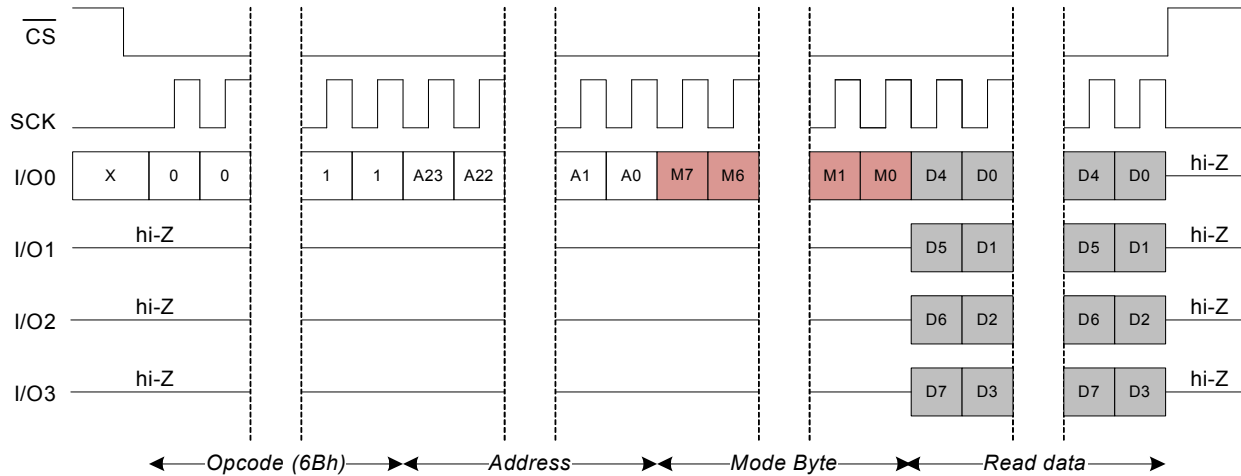 CS
SCK
I/O0 X 0 0 1 1 A23 A22 A1 A0 M7 M6 M1 M0 D4 D0 D4 D0 hi-Z
I/O1 hi-Z D5 D1 D5 D1 hi-Z
I/O2 hi-Z D6 D2 D6 D2 hi-Z
I/O3 hi-Z D7 D3 D7 D3 hi-Z
Opcode (6Bh) Address Mode Byte Read data